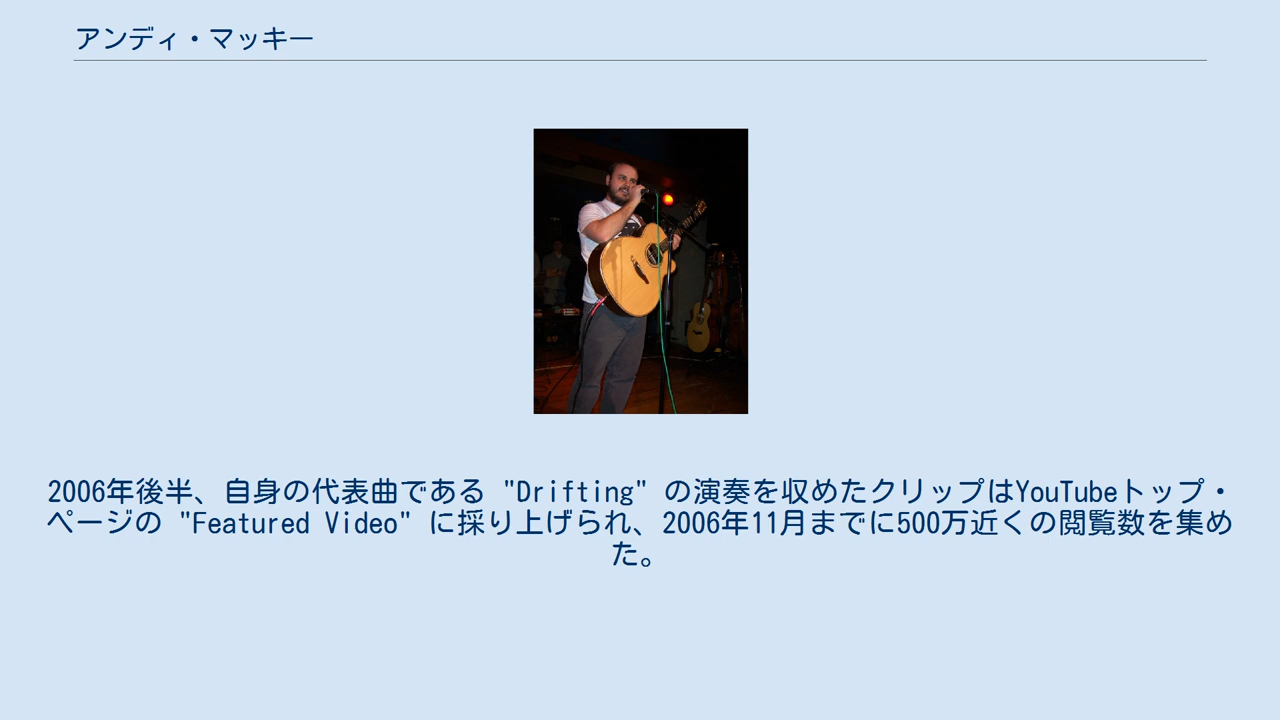 アンディ・マッキー
2006年後半、自身の代表曲である "Drifting" の演奏を収めたクリップはYouTubeトップ・
ページの "Featured Video" に採り上げられ、2006年11月までに500万近くの閲覧数を集め
た。